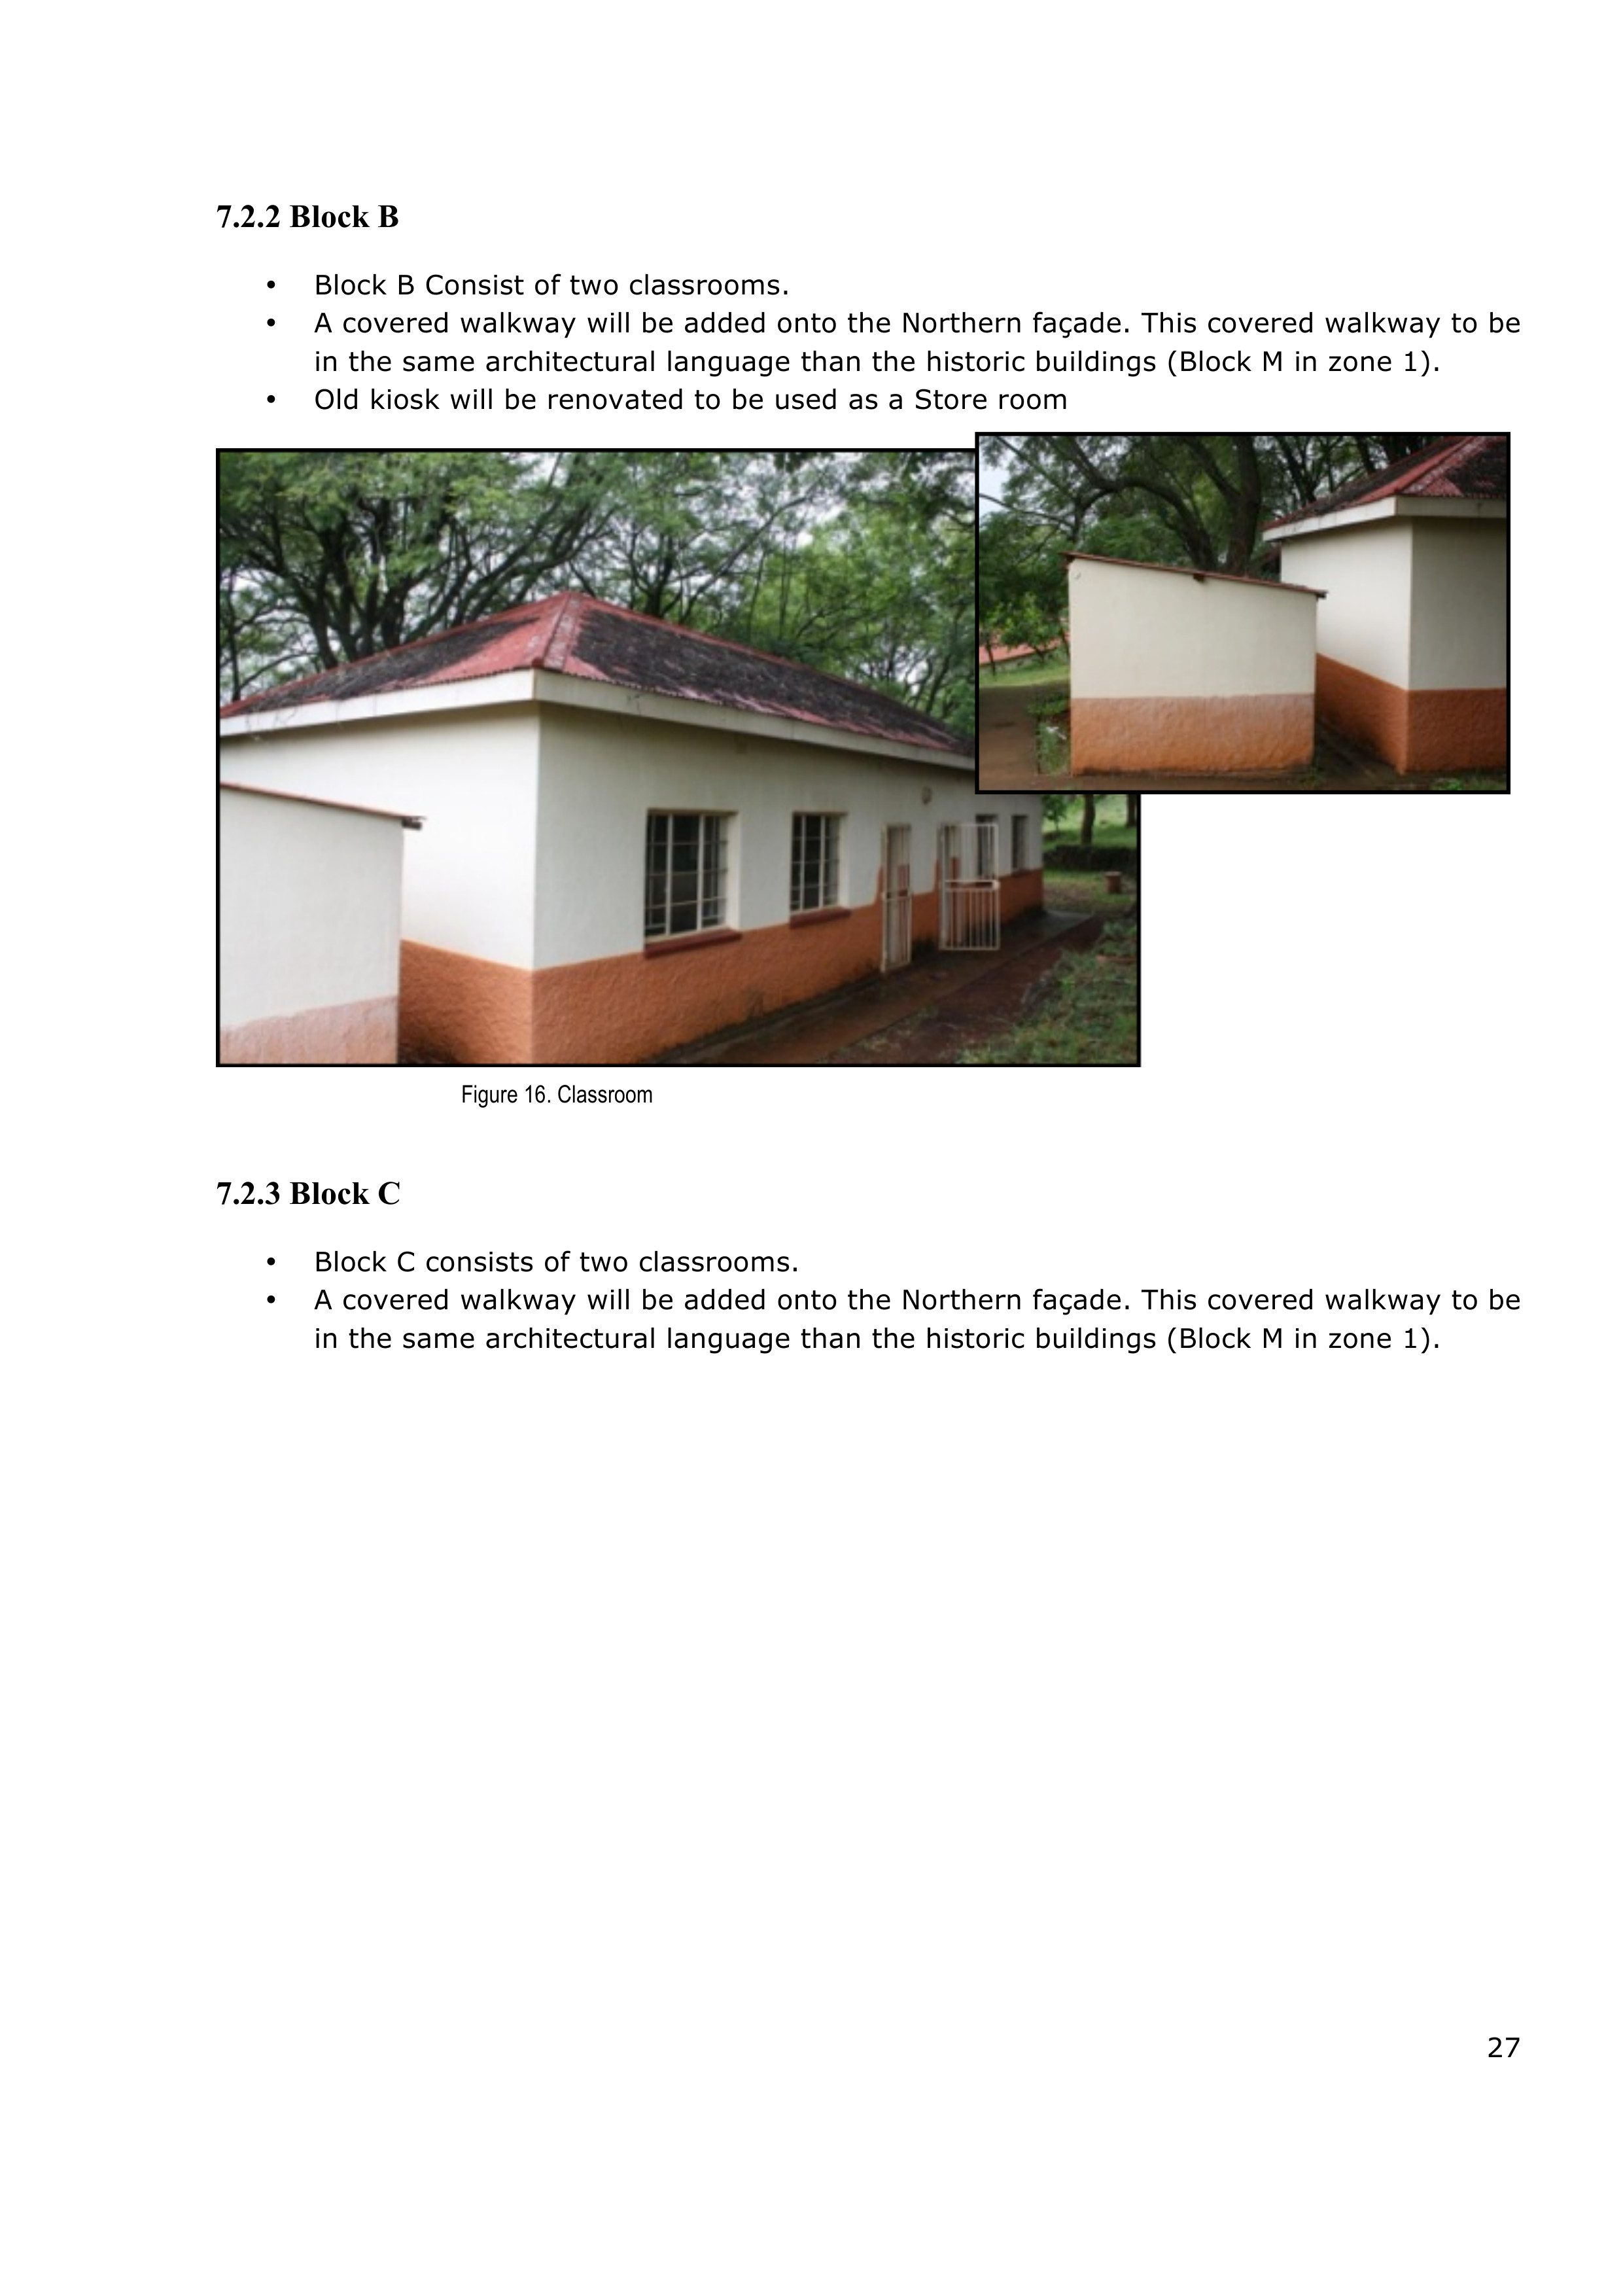 7.2.2 Block B
• Block B Consist of two classrooms.
• A covered walkway will be added onto the Northern façade. This covered walkway to be
in the same architectural language than the historic buildings (Block M in zone 1).
• Old kiosk will be renovated to be used as a Store room
Figure 16. Classroom
7.2.3 Block C
• Block C consists of two classrooms.
• A covered walkway will be added onto the Northern façade. This covered walkway to be
in the same architectural language than the historic buildings (Block M in zone 1).
27